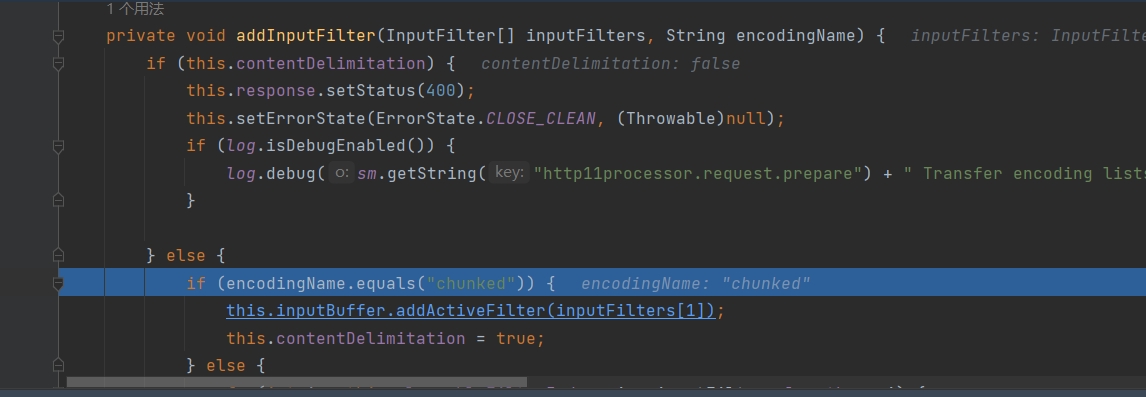 1 个用法
private void addInputFilter(InputFilter[] inputFilters, String encodingName) { inputFilters: InputFilte
if (this.contentDelimitation) { contentDelimitation: false
this.response.setStatus(400);
this.setErrorState(ErrorState.CLOSE_CLEAN, (Throwable)null);
if (log.isDebugEnabled()) {
log.debug( o: sm.getString( key: "http11processor.request.prepare") + " Transfer encoding lists
}
} else {
if (encodingName.equals("chunked")) { encodingName: "chunked"
this.inputBuffer.addActiveFilter(inputFilters[1]);
this.contentDelimitation = true;
} else {